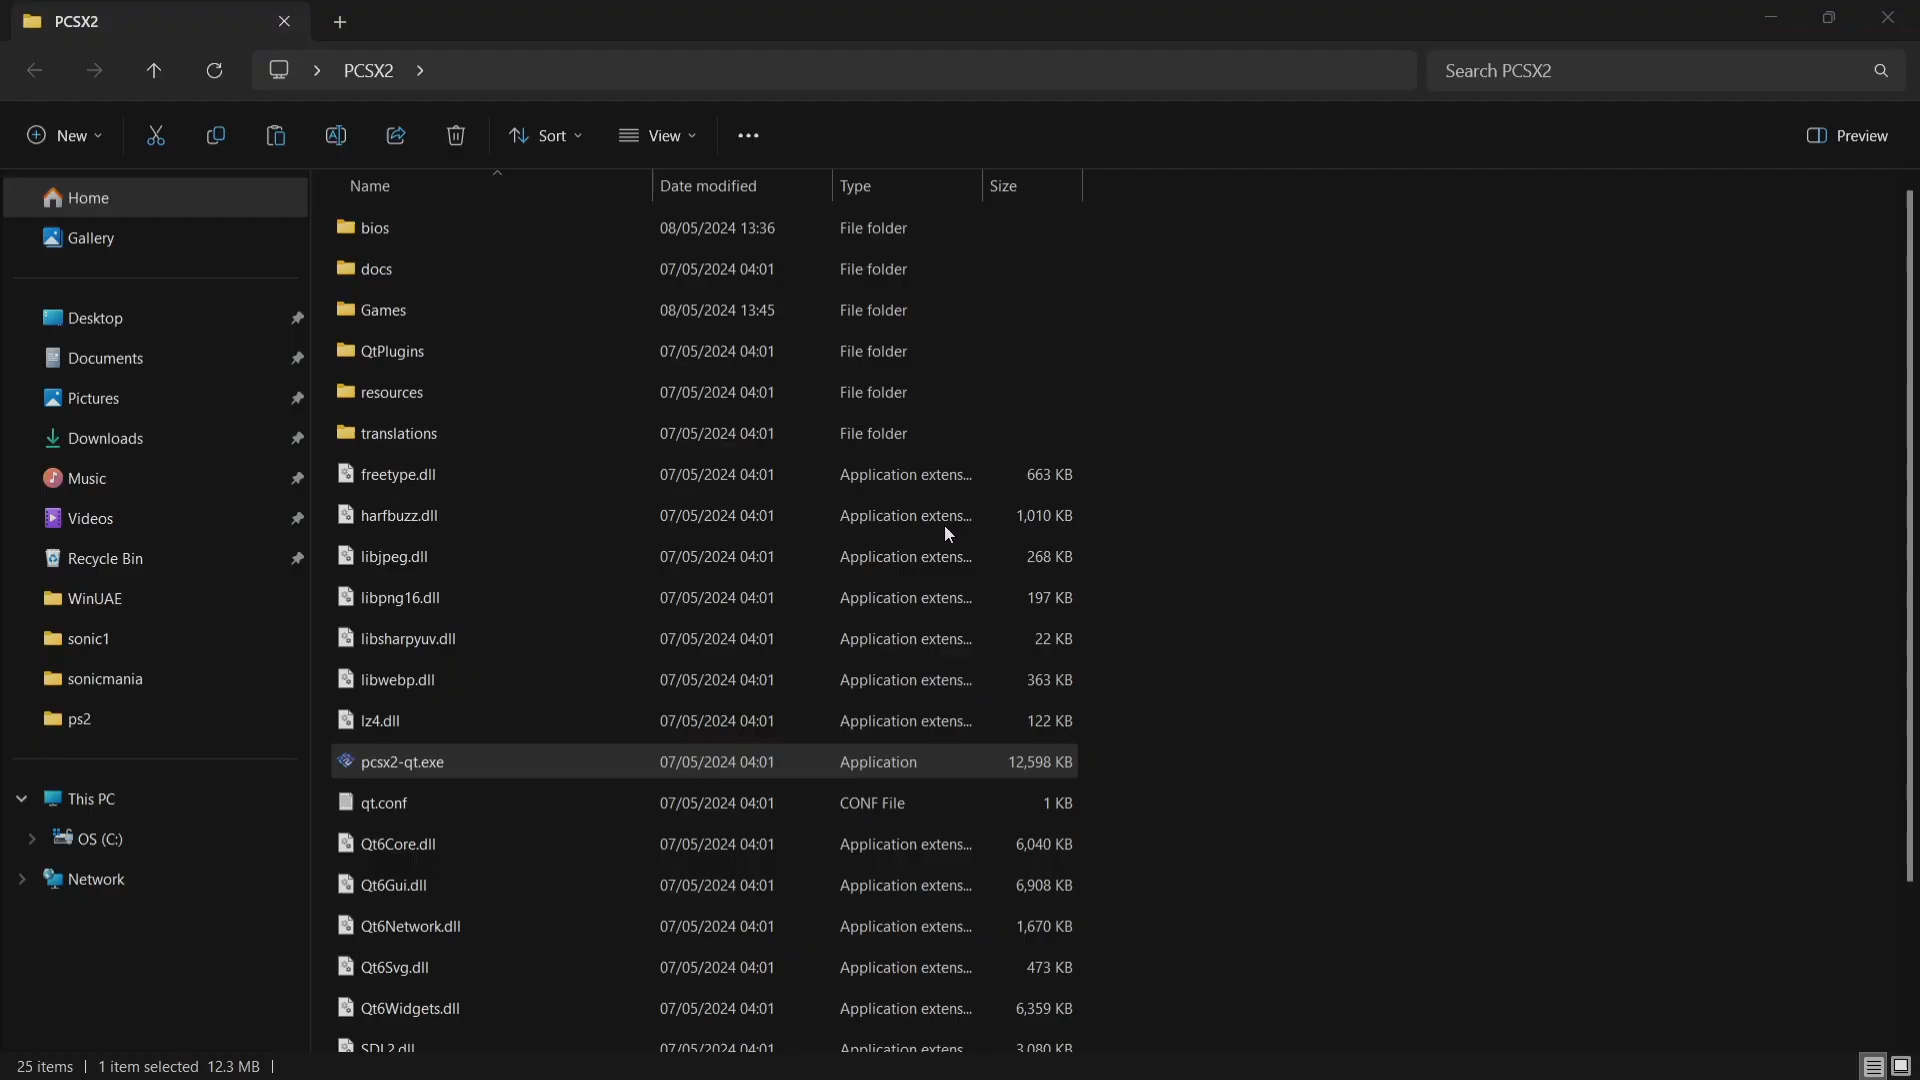 PCSX2
PCSX2
Search PCSX2
New
Sort
View
Preview
Home
Gallery
Desktop
Documents
Pictures
Downloads
Music
Videos
Recycle Bin
WinUAE
sonic1
sonicmania
ps2
This PC
OS (C:)
Network
Name Date modified Type Size
bios 08/05/2024 13:36 File folder
docs 07/05/2024 04:01 File folder
Games 08/05/2024 13:45 File folder
QtPlugins 07/05/2024 04:01 File folder
resources 07/05/2024 04:01 File folder
translations 07/05/2024 04:01 File folder
freetype.dll 07/05/2024 04:01 Application extens... 663 KB
harfbuzz.dll 07/05/2024 04:01 Application extens... 1,010 KB
libjpeg.dll 07/05/2024 04:01 Application extens... 268 KB
libpng16.dll 07/05/2024 04:01 Application extens... 197 KB
libsharpyuv.dll 07/05/2024 04:01 Application extens... 22 KB
libwebp.dll 07/05/2024 04:01 Application extens... 363 KB
lz4.dll 07/05/2024 04:01 Application extens... 122 KB
pcsx2-qt.exe 07/05/2024 04:01 Application 12,598 KB
qt.conf 07/05/2024 04:01 CONF File 1 KB
Qt6Core.dll 07/05/2024 04:01 Application extens... 6,040 KB
Qt6Gui.dll 07/05/2024 04:01 Application extens... 6,908 KB
Qt6Network.dll 07/05/2024 04:01 Application extens... 1,670 KB
Qt6Svg.dll 07/05/2024 04:01 Application extens... 473 KB
Qt6Widgets.dll 07/05/2024 04:01 Application extens... 6,359 KB
SDL2.dll 07/05/2024 04:01 Application extens... 3,080 KB
25 items 1 item selected 12.3 MB